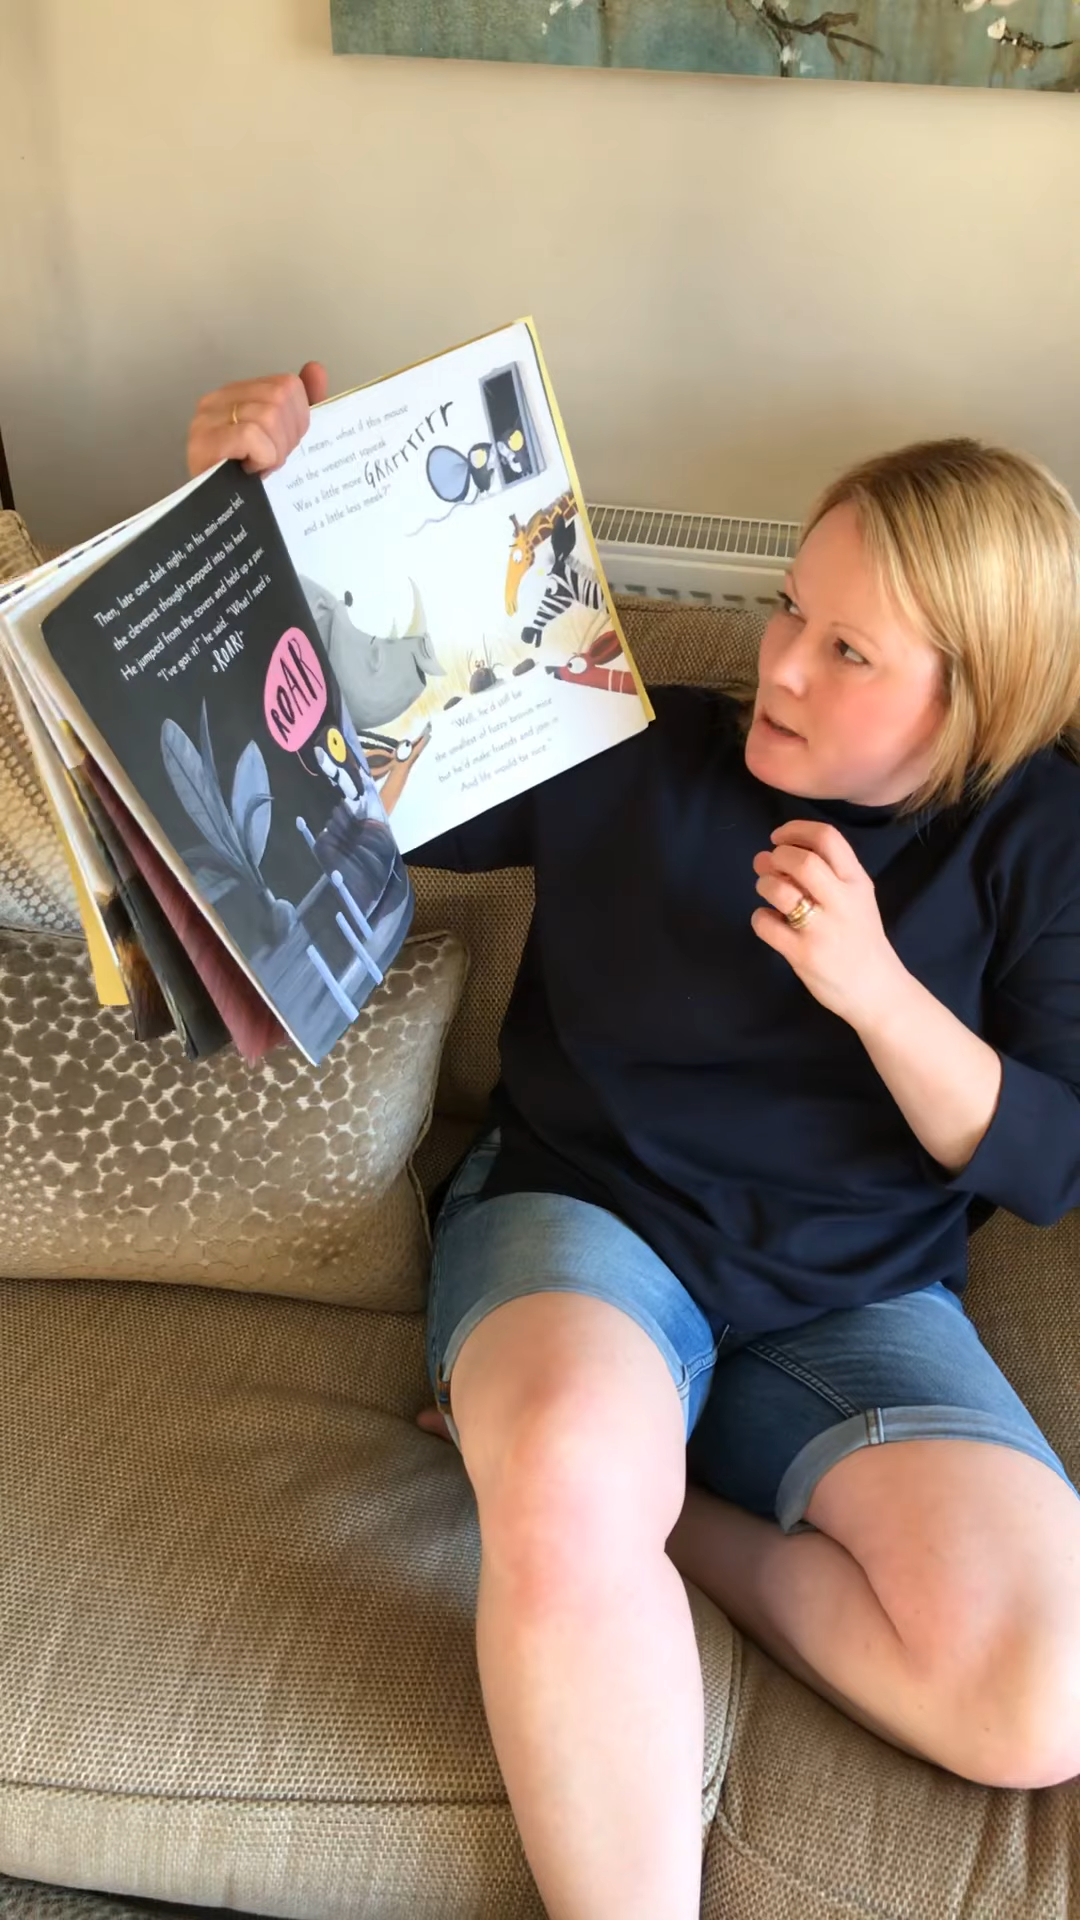 Then, late one dark night, in his mini-mouse bed
the cleverest thought popped into his head.
He jumped from the covers and held up a paw.
"I've got it!" he said. "What I need is
a ROAR!"
ROAR
"I mean, what if this mouse
with the weeniest squeak
Was a little more GRRrrrrrrr
and a little less meek?"
"Well, he'd still be
the smallest of fuzzy brown mice
but he'd make friends and join in
And life would be nice."